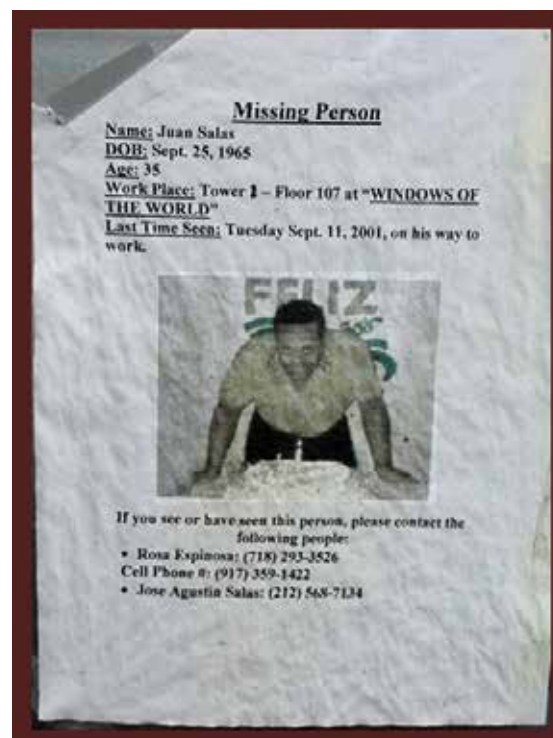 Missing Person
Name: Juan Salas
DOB: Sept. 25, 1965
Age: 35
Work Place: Tower 1 – Floor 107 at “WINDOWS OF
THE WORLD”
Last Time Seen: Tuesday Sept. 11, 2001, on his way to
work.
FELIZ
If you see or have seen this person, please contact the
following people:
• Rosa Espinosa: (718) 293-3526
Cell Phone #: (917) 359-1422
• Jose Agustin Salas: (212) 568-7134